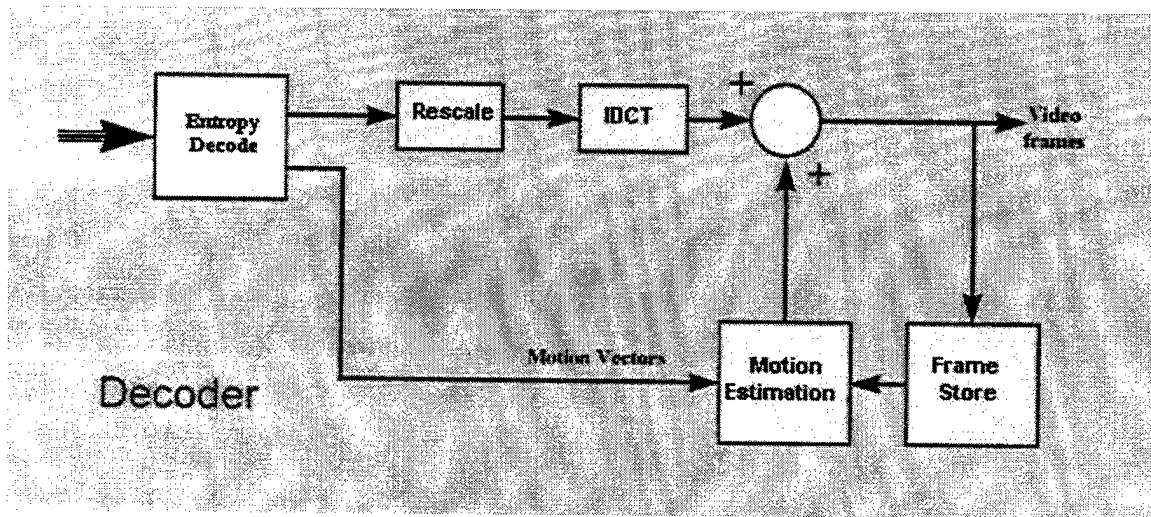 Entropy
Decode
Rescale
IDCT
+
+
Video
frames
Motion Vectors
Motion
Estimation
Frame
Store
Decoder